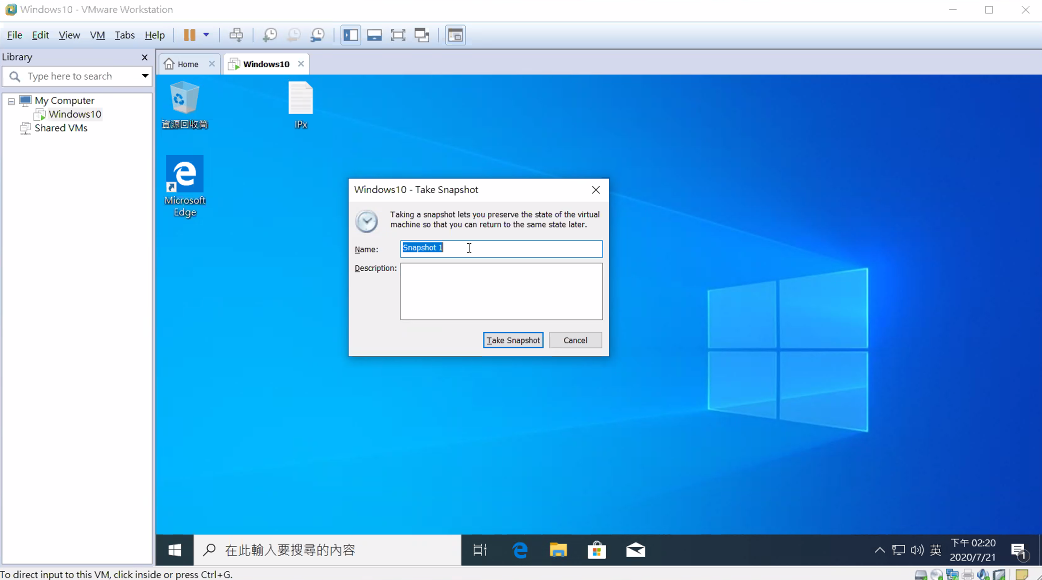 Windows10 - VMware Workstation
File Edit View VM Tabs Help
Library
Type here to search
My Computer
Windows10
Shared VMs
Home
Windows10
資源回收筒
IPx
Microsoft
Edge
Windows10 - Take Snapshot
Taking a snapshot lets you preserve the state of the virtual
machine so that you can return to the same state later.
Name:
Snapshot 1
Description:
Take Snapshot
Cancel
在此輸入要搜尋的內容
英
下午 02:20
2020/7/21
1
To direct input to this VM, click inside or press Ctrl+G.